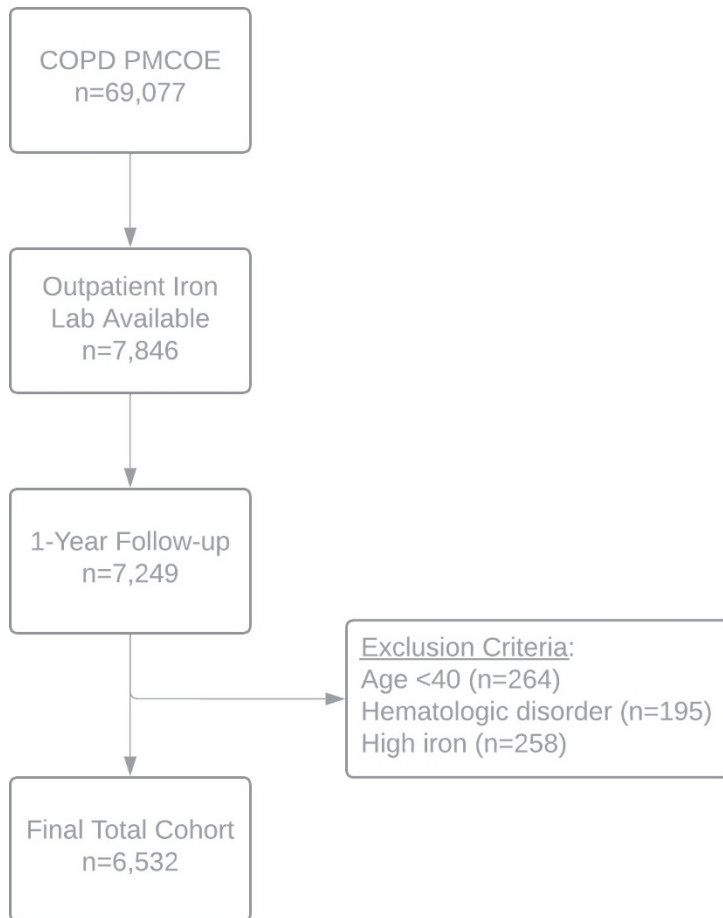 COPD PMCOE
n=69,077
Outpatient Iron
Lab Available
n=7,846
1-Year Follow-up
n=7,249
Exclusion Criteria:
Age <40 (n=264)
Hematologic disorder (n=195)
High iron (n=258)
Final Total Cohort
n=6,532